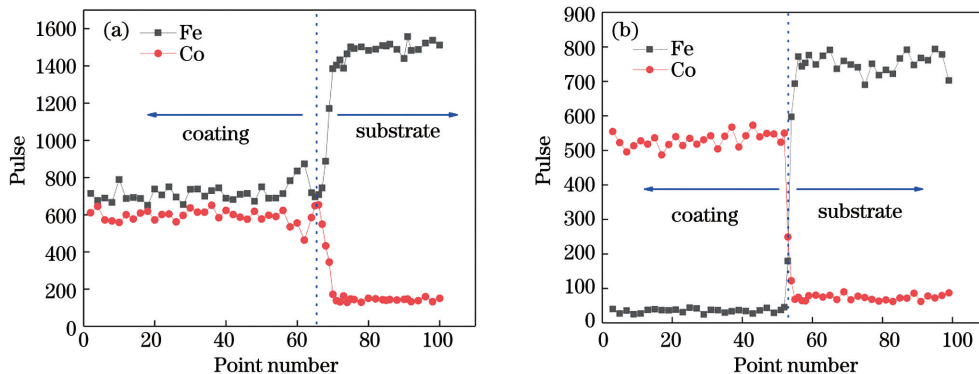 (a)
Fe
Co
coating
substrate
Pulse
1600
1400
1200
1000
800
600
400
200
0
0 20 40 60 80 100
Point number
(b)
Fe
Co
coating
substrate
Pulse
900
800
700
600
500
400
300
200
100
0
0 20 40 60 80 100
Point number